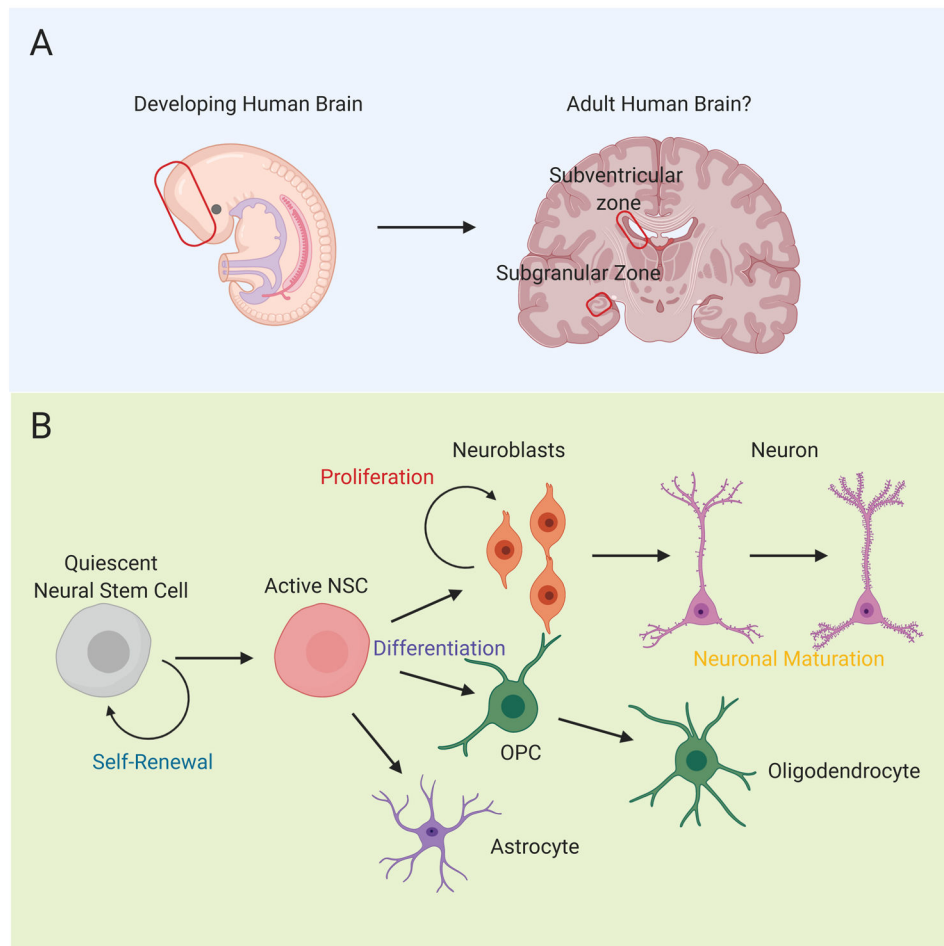 A
Developing Human Brain
Adult Human Brain?
Subventricular
zone
Subgranular Zone
B
Neuroblasts
Neuron
Proliferation
Quiescent
Neural Stem Cell
Active NSC
Differentiation
Neuronal Maturation
Self-Renewal
OPC
Oligodendrocyte
Astrocyte